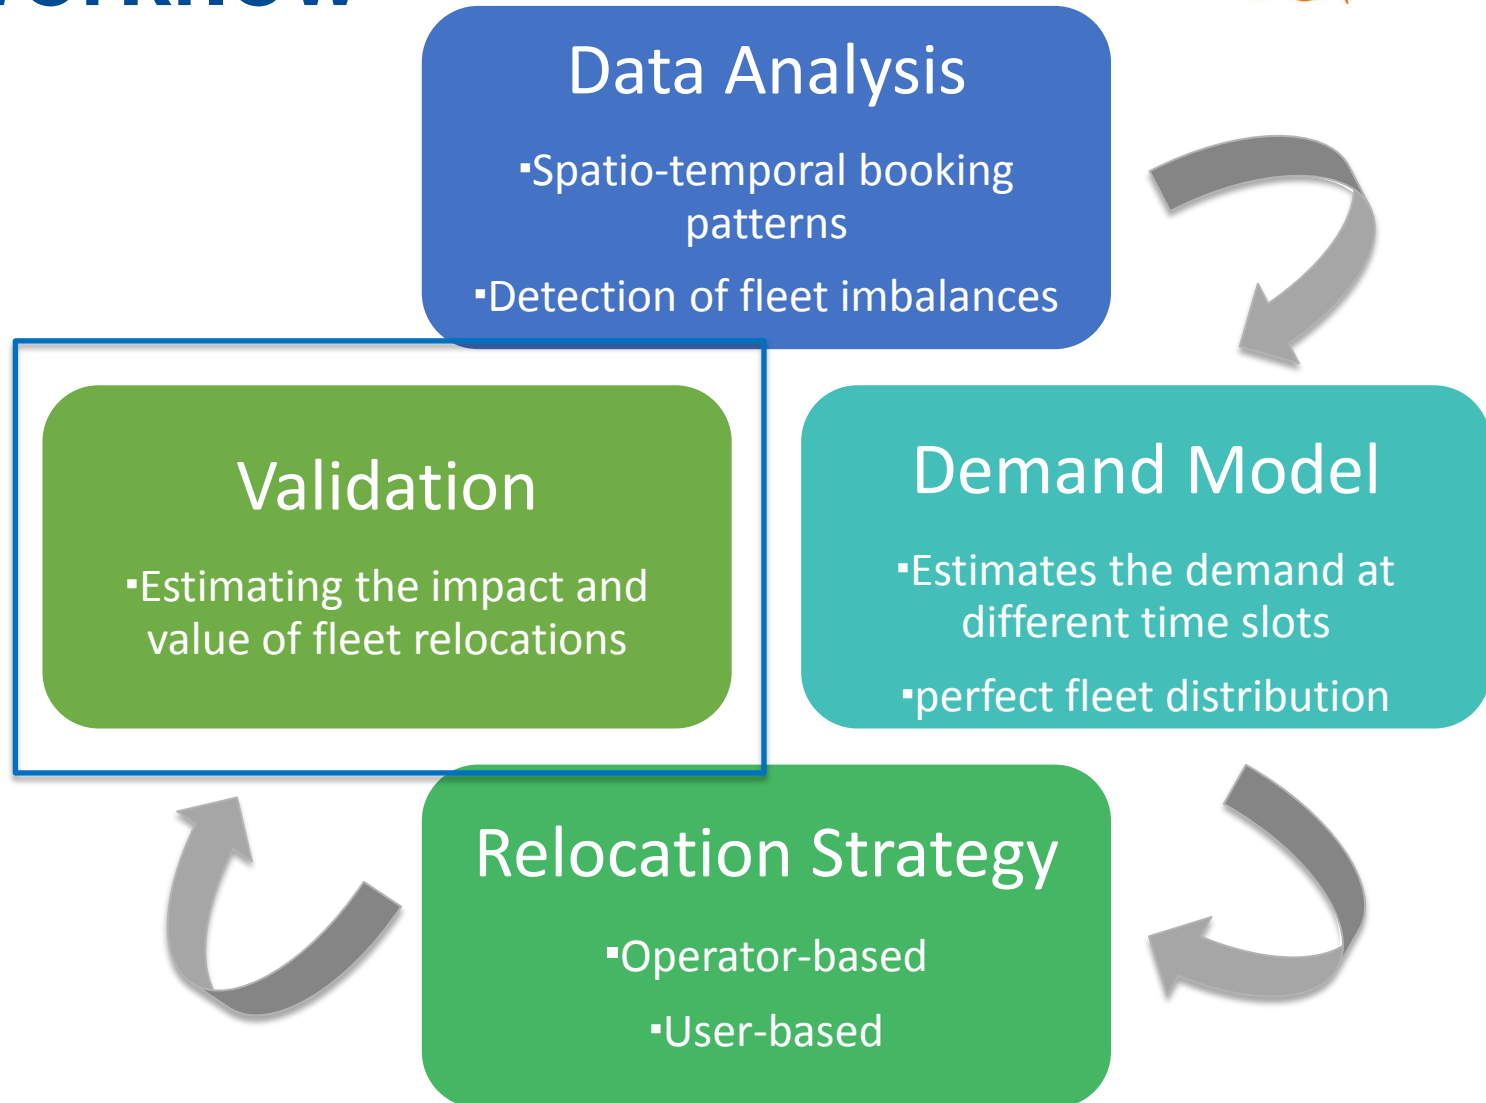 Data Analysis
▪Spatio-temporal booking
patterns
▪Detection of fleet imbalances
Validation
▪Estimating the impact and
value of fleet relocations
Demand Model
▪Estimates the demand at
different time slots
▪perfect fleet distribution
Relocation Strategy
▪Operator-based
▪User-based